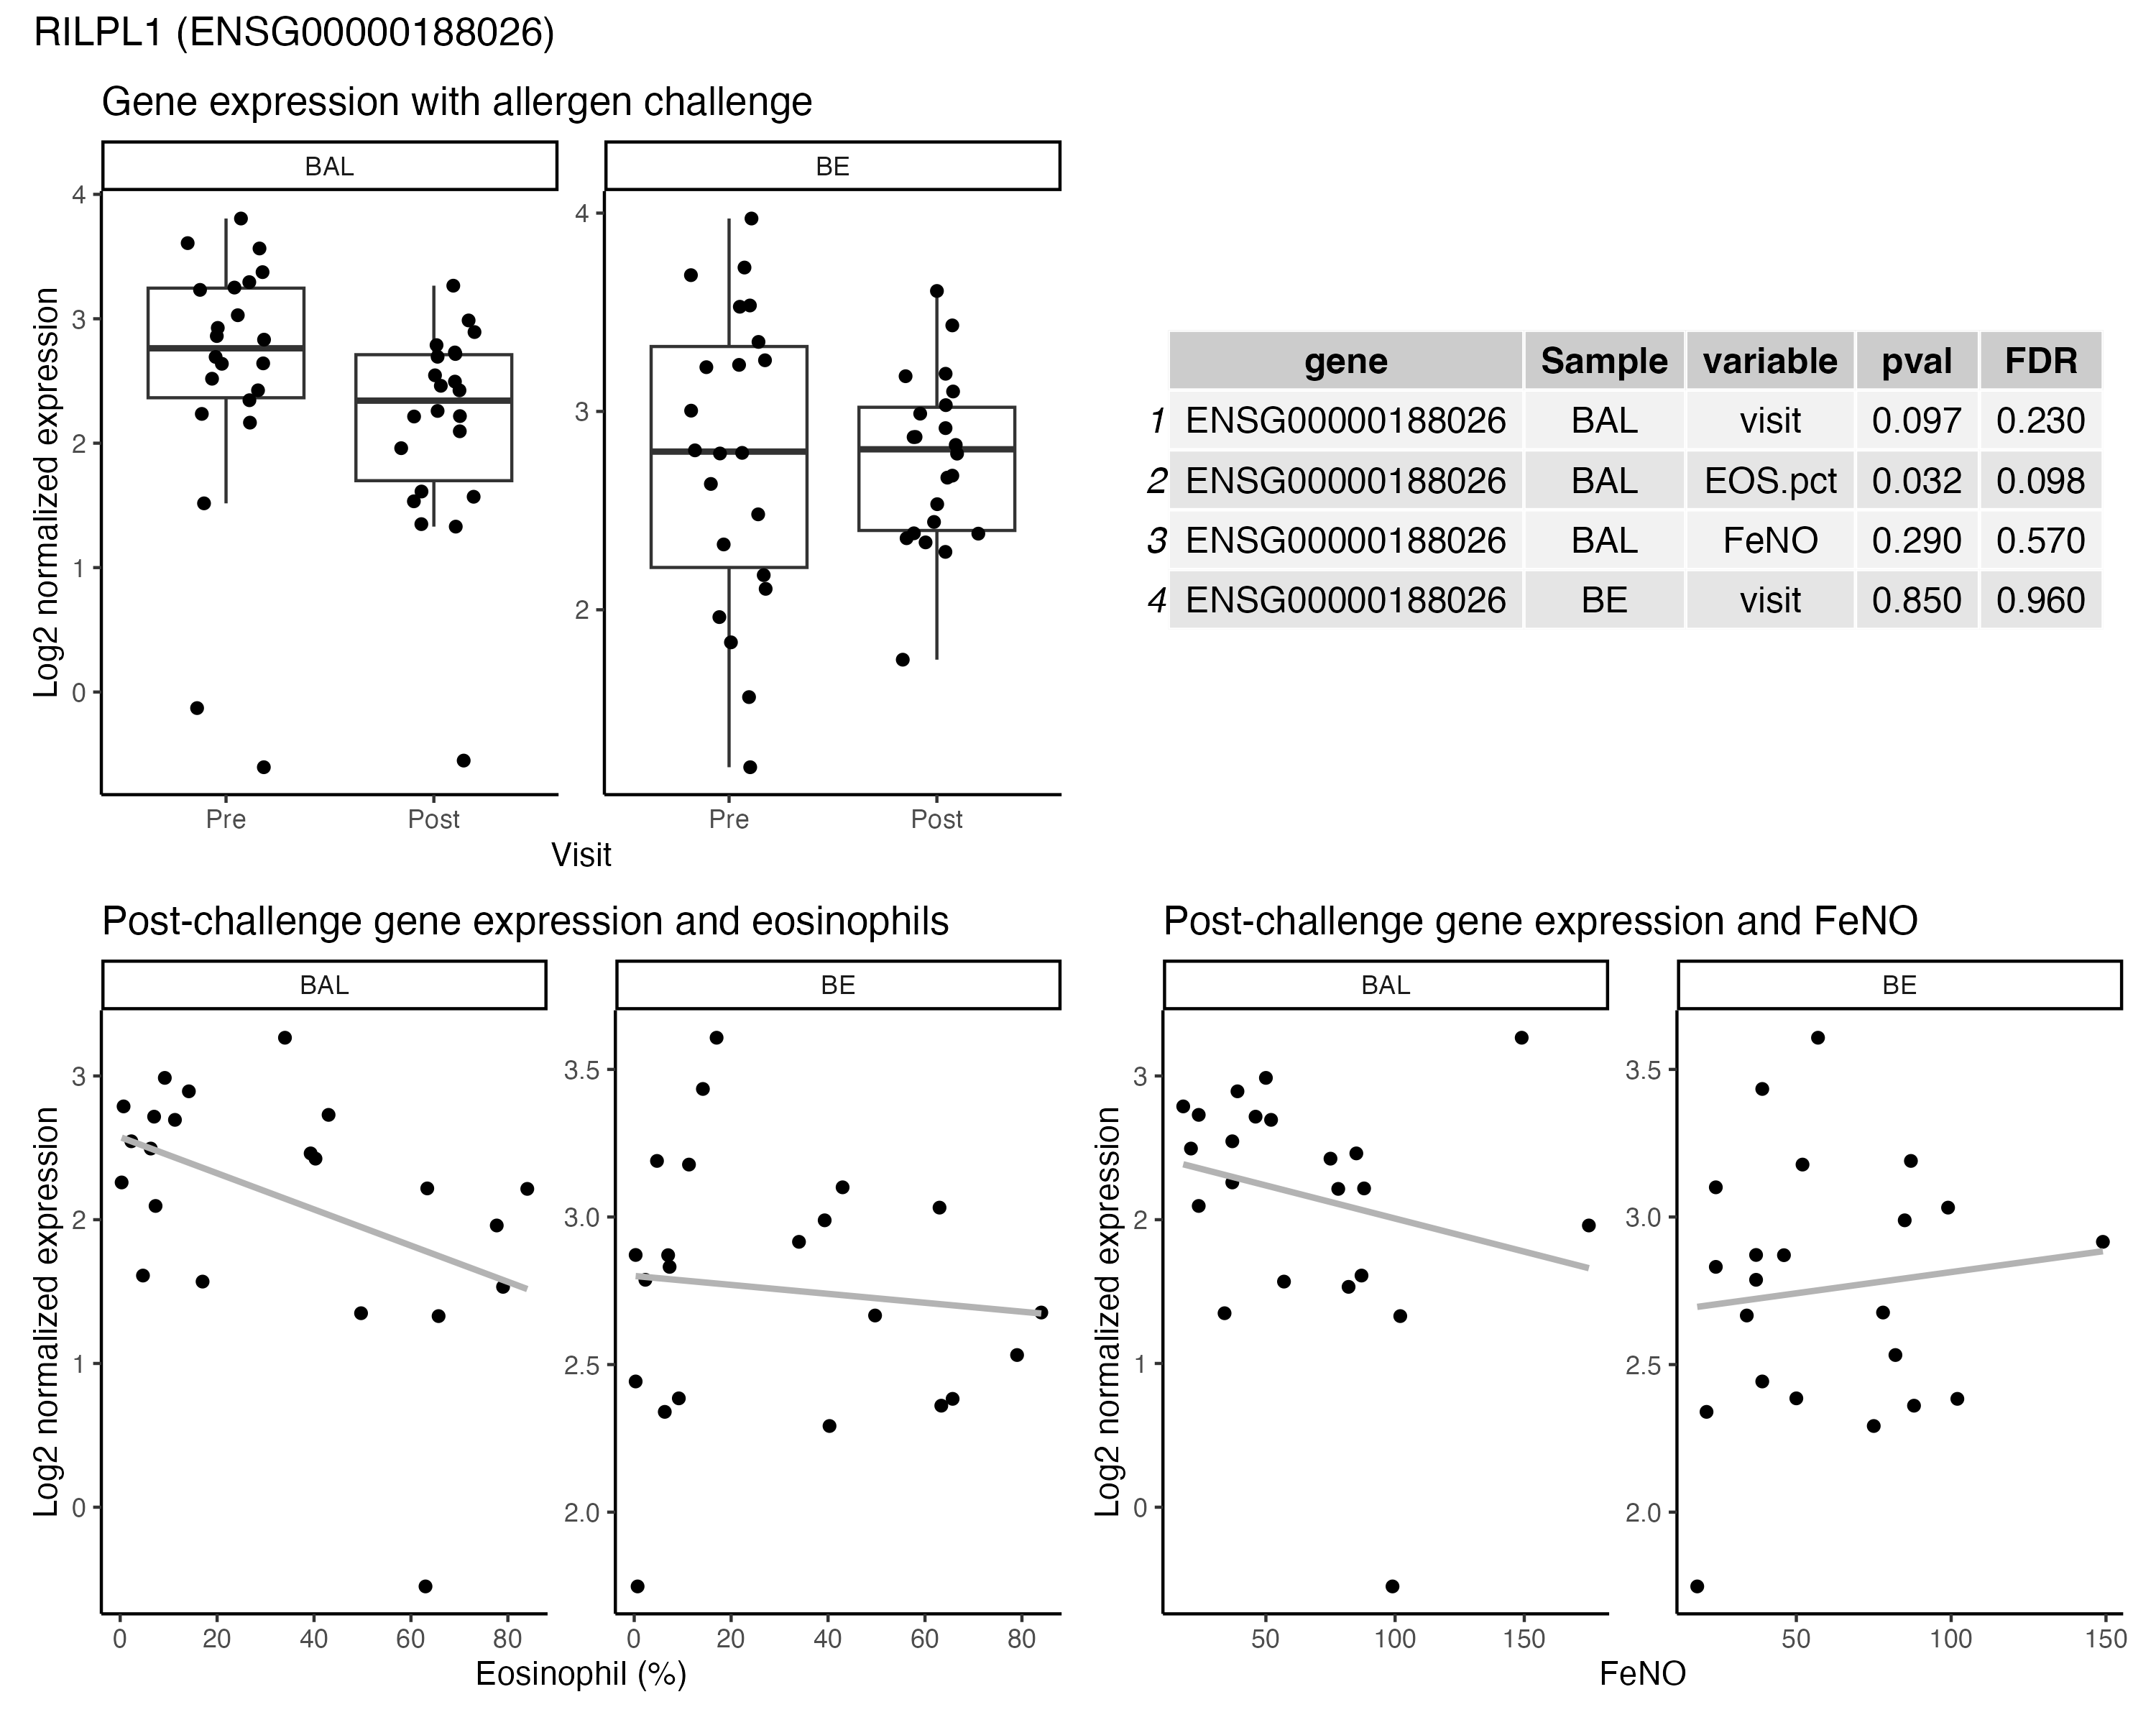 RILPL1 (ENSG00000188026)
Gene expression with allergen challenge
BAL BE
Log2 normalized expression
4
3
2
1
0
4
3
2
Pre Post Pre Post
Visit
gene Sample variable pval FDR
1 ENSG00000188026 BAL visit 0.097 0.230
2 ENSG00000188026 BAL EOS.pct 0.032 0.098
3 ENSG00000188026 BAL FeNO 0.290 0.570
4 ENSG00000188026 BE visit 0.850 0.960
Post-challenge gene expression and eosinophils
BAL BE
Log2 normalized expression
3
2
1
0
3.5
3.0
2.5
2.0
0 20 40 60 80 0 20 40 60 80
Eosinophil (%)
Post-challenge gene expression and FeNO
BAL BE
Log2 normalized expression
3
2
1
0
3.5
3.0
2.5
2.0
50 100 150 50 100 150
FeNO